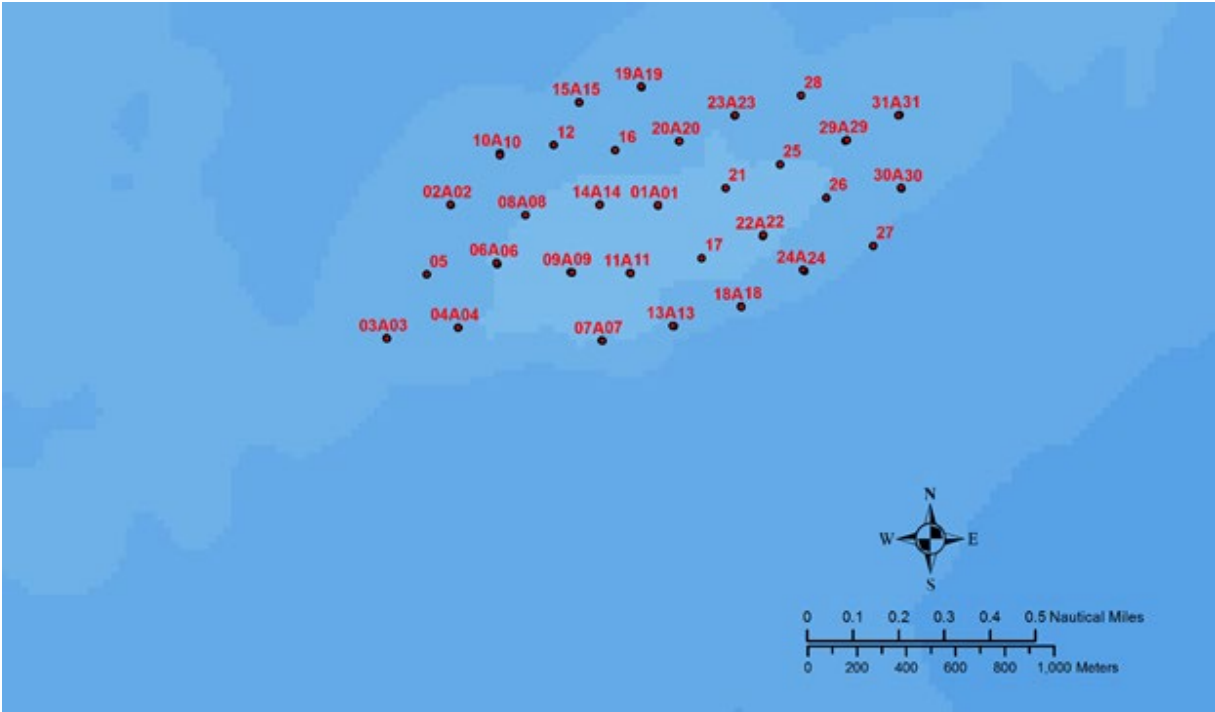 19A19
15A15
28
23A23
31A31
12
16
20A20
29A29
10A10
25
02A02
08A08
14A14
01A01
21
26
30A30
22A22
05
06A06
09A09
11A11
17
24A24
27
18A18
03A03
04A04
07A07
13A13
N
W E
S
0 0.1 0.2 0.3 0.4 0.5 Nautical Miles
0 200 400 600 800 1,000 Meters